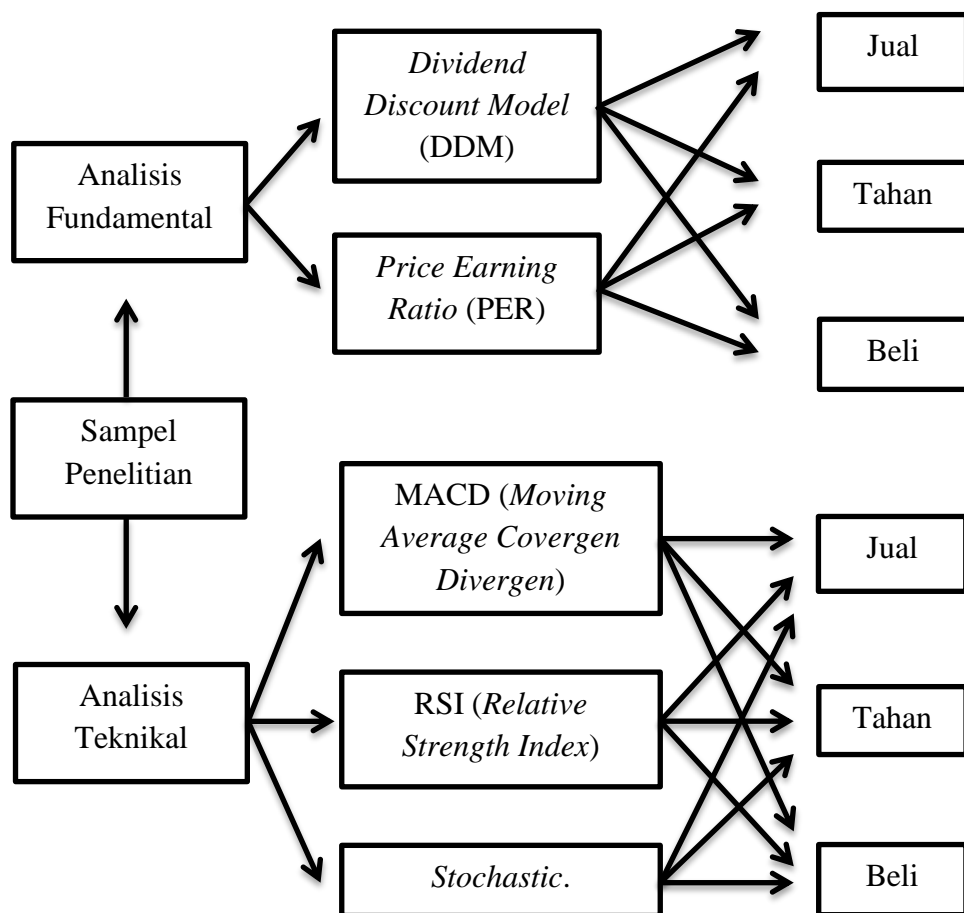 Dividend
Discount Model
(DDM)
Jual
Analisis
Fundamental
Tahan
Price Earning
Ratio (PER)
Beli
Sampel
Penelitian
MACD (Moving
Average Covergen
Divergen)
Jual
Analisis
Teknikal
RSI (Relative
Strength Index)
Tahan
Stochastic.
Beli